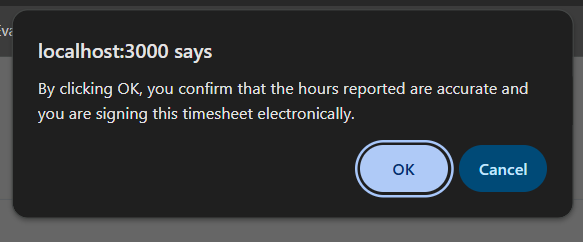 Eva
localhost:3000 says
By clicking OK, you confirm that the hours reported are accurate and
you are signing this timesheet electronically.
OK
Cancel